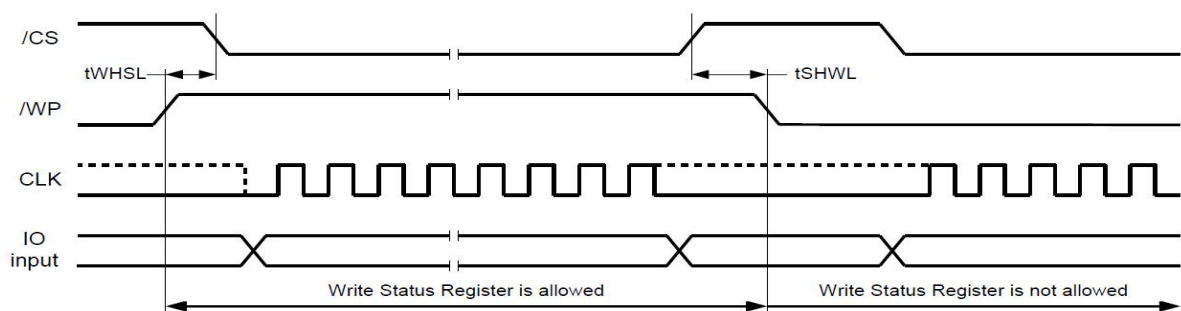 /CS
tWHSL
tSHWL
/WP
CLK
IO
input
Write Status Register is allowed
Write Status Register is not allowed